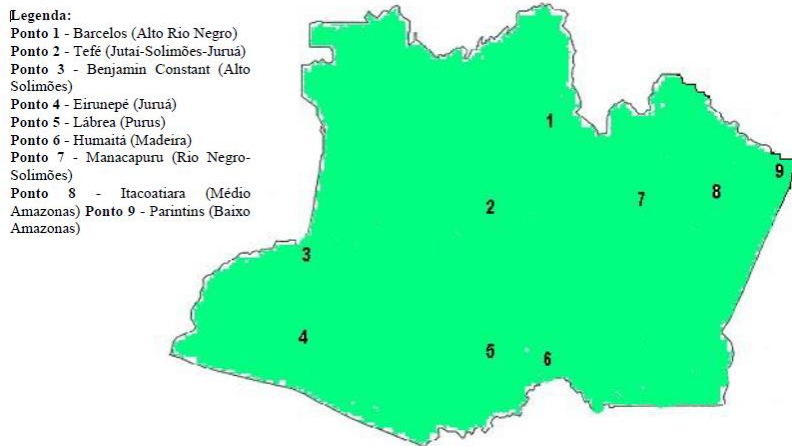 Legenda:
Ponto 1 - Barcelos (Alto Rio Negro)
Ponto 2 - Tefé (Jutaí-Solimões-Juruá)
Ponto 3 - Benjamin Constant (Alto
Solimões)
Ponto 4 - Eirunepé (Juruá)
Ponto 5 - Lábrea (Purus)
Ponto 6 - Humaitá (Madeira)
Ponto 7 - Manacapuru (Rio Negro-
Solimões)
Ponto 8 - Itacoatiara (Médio
Amazonas) Ponto 9 - Parintins (Baixo
Amazonas)
1
9
8
7
2
3
4
5
6